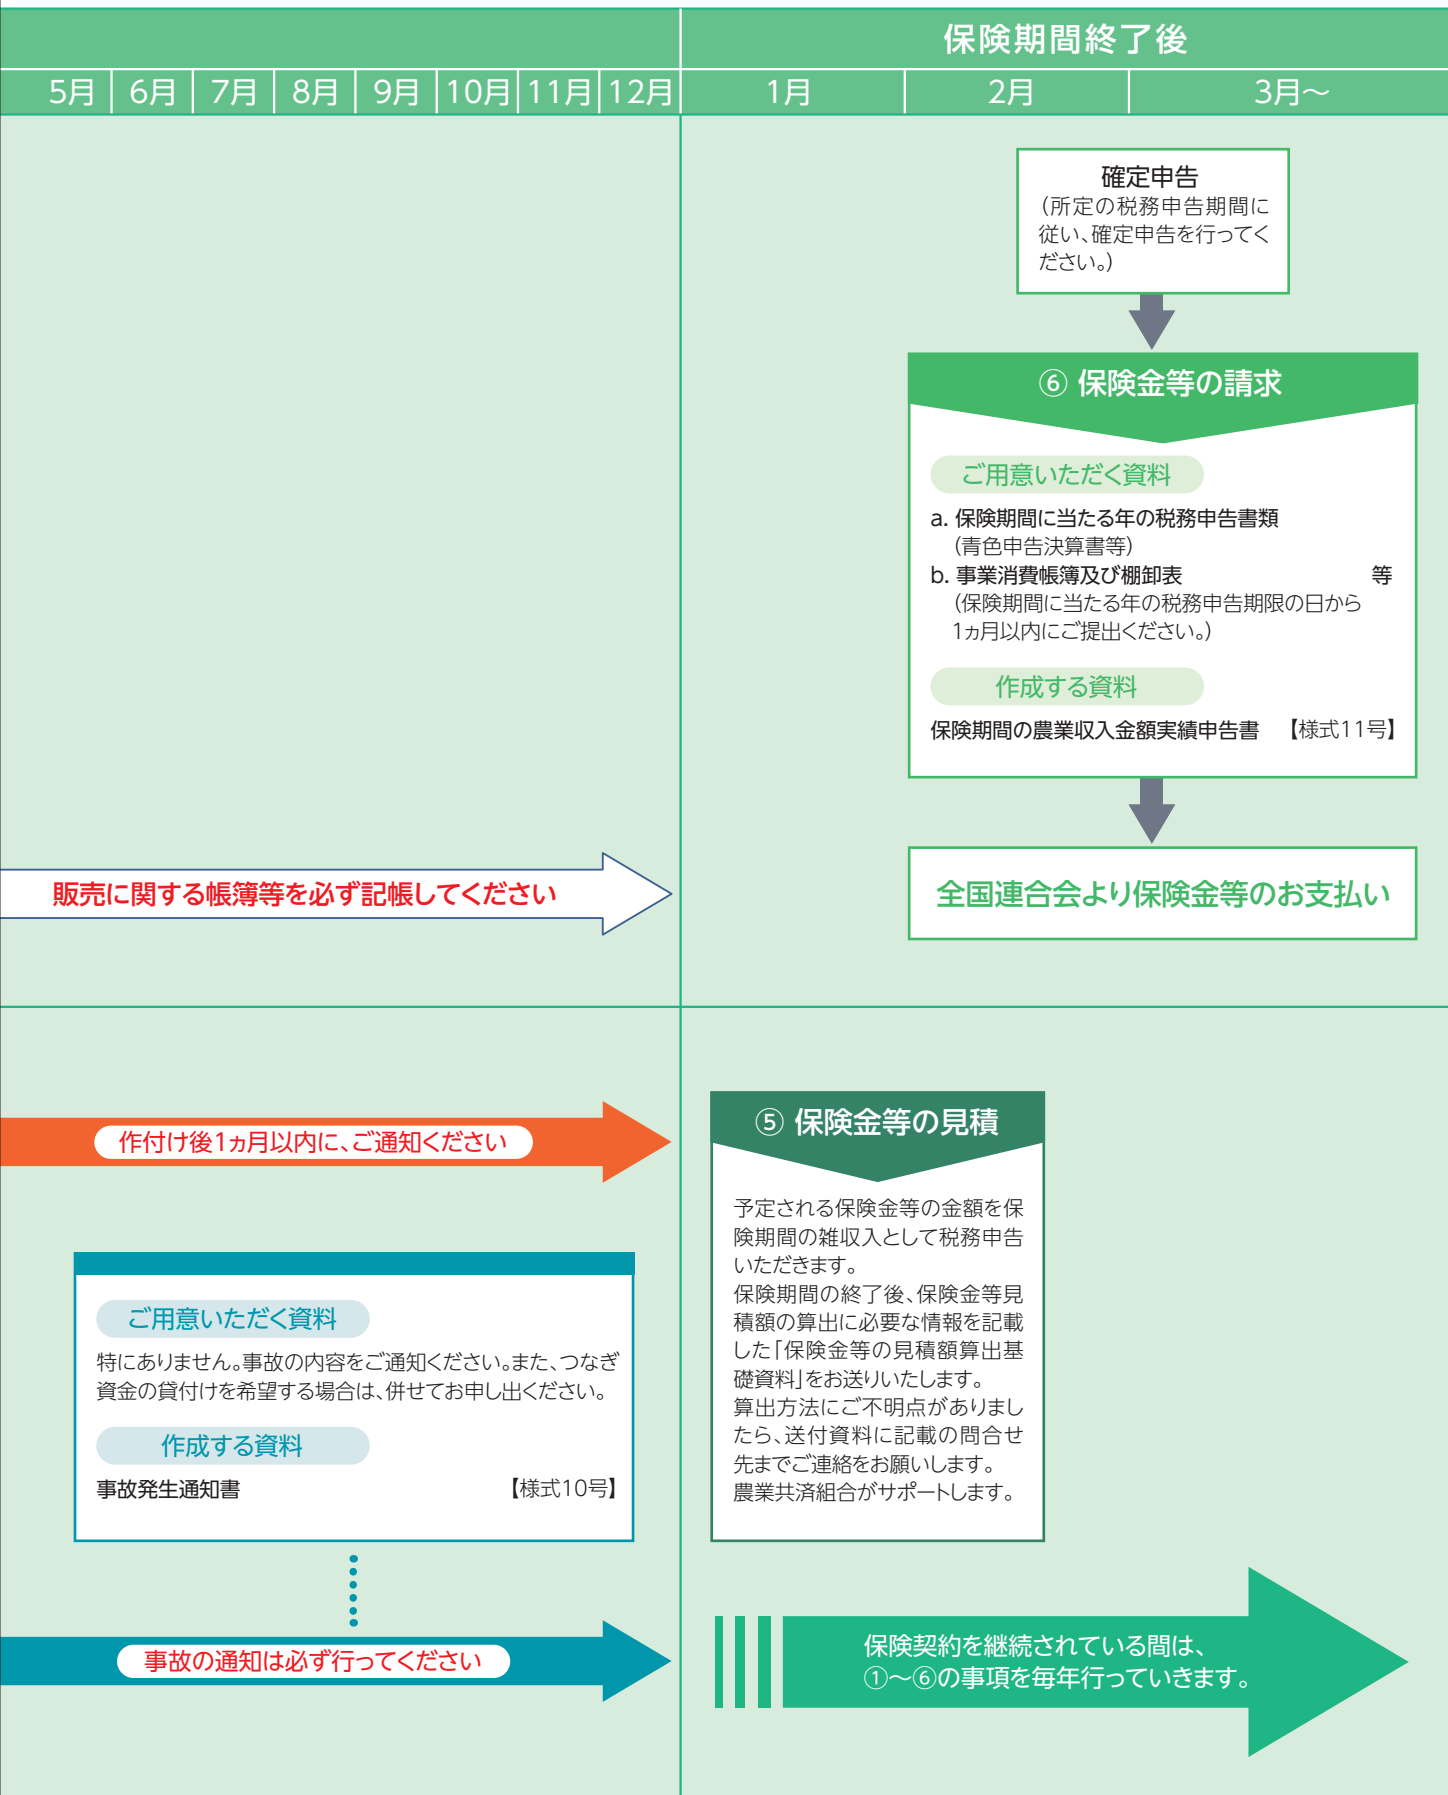 保険期間終了後
5月 6月 7月 8月 9月 10月 11月 12月 1月 2月 3月～
確定申告
（所定の税務申告期間に
従い、確定申告を行ってく
ださい。）
⑥ 保険金等の請求
ご用意いただく資料
a. 保険期間に当たる年の税務申告書類
（青色申告決算書等）
b. 事業消費帳簿及び棚卸表 等
（保険期間に当たる年の税務申告期限の日から
1ヵ月以内にご提出ください。）
作成する資料
保険期間の農業収入金額実績申告書 【様式11号】
販売に関する帳簿等を必ず記帳してください
全国連合会より保険金等のお支払い
作付け後1ヵ月以内に、ご通知ください
ご用意いただく資料
特にありません。事故の内容をご通知ください。また、つなぎ
資金の貸付けを希望する場合は、併せてお申し出ください。
作成する資料
事故発生通知書 【様式10号】
事故の通知は必ず行ってください
⑤ 保険金等の見積
予定される保険金等の金額を保
険期間の雑収入として税務申告
いただきます。
保険期間の終了後、保険金等見
積額の算出に必要な情報を記載
した「保険金等の見積額算出基
礎資料」をお送りいたします。
算出方法にご不明点がありまし
たら、送付資料に記載の問合せ
先までご連絡をお願いします。
農業共済組合がサポートします。
保険契約を継続されている間は、
①～⑥の事項を毎年行っていきます。